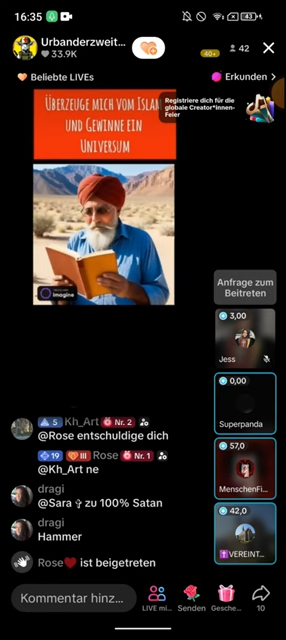 16:35
43
Urbanderzweit...
33.9K
40+
42
Beliebte LIVEs
Erkunden >
ÜBERZEUGE MICH VOM ISLAM
UND GEWINNE EIN
UNIVERSUM
Registriere dich für die
globale Creator*innen-
Feier
imagine
Anfrage zum
Beitreten
3,00
Jess
0,00
Superpanda
57,0
MenschenFi...
42,0
VEREINT...
5 Kh_Art Nr. 2
@Rose entschuldige dich
19 III Rose Nr. 1
@Kh_Art ne
dragi
@Sara ✞ zu 100% Satan
dragi
Hammer
Rose❤ ist beigetreten
Kommentar hinz...
LIVE mi...
Senden
Gesche...
10